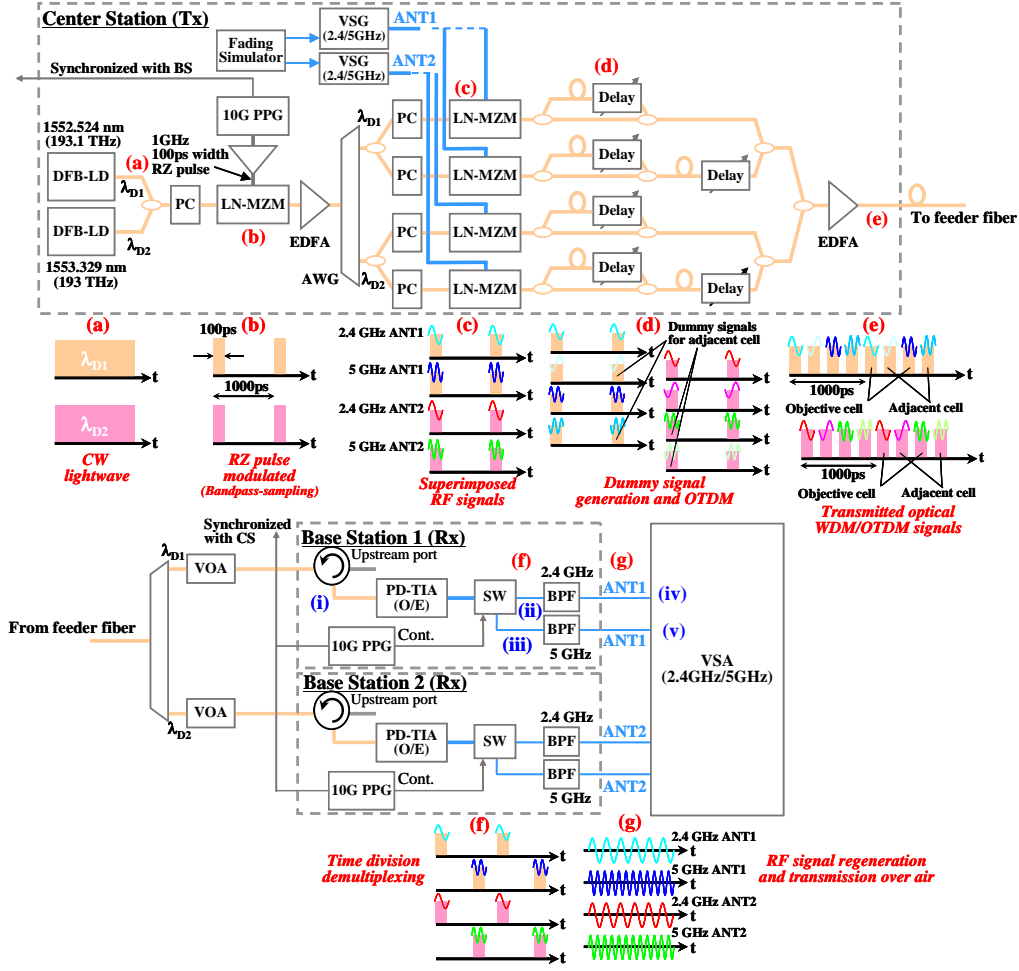 Center Station (Tx)
VSG
(2.4/5GHz)
ANT1
Fading
Simulator
VSG
(2.4/5GHz)
ANT2
Synchronized with BS
(c)
(d)
10G PPG
Delay
1552.524 nm
(193.1 THz)
1GHz
100ps width
RZ pulse
λD1
PC
LN-MZM
(a)
DFB-LD
λD1
PC
LN-MZM
Delay
PC
LN-MZM
DFB-LD
λD2
(b)
EDFA
PC
LN-MZM
Delay
EDFA
(e)
To feeder fiber
1553.329 nm
(193 THz)
AWG
λD2
PC
LN-MZM
Delay
(a)
λD1
t
λD2
t
CW
lightwave
(b)
100ps
t
1000ps
t
RZ pulse
modulated
(Bandpass-sampling)
(c)
2.4 GHz ANT1
t
5 GHz ANT1
t
2.4 GHz ANT2
t
5 GHz ANT2
t
Superimposed
RF signals
(d)
Dummy signals
for adjacent cell
t
t
t
t
t
t
t
t
Dummy signal
generation and OTDM
(e)
t
1000ps
Objective cell
Adjacent cell
t
1000ps
Objective cell
Adjacent cell
Transmitted optical
WDM/OTDM signals
Synchronized
with CS
Base Station 1 (Rx)
λD1
VOA
Upstream port
(f)
2.4 GHz
(g)
ANT1
(i)
PD-TIA
(O/E)
SW
BPF
(iv)
(ii)
From feeder fiber
10G PPG
Cont.
(iii)
BPF
ANT1
(v)
5 GHz
VSA
(2.4GHz/5GHz)
Base Station 2 (Rx)
λD2
VOA
Upstream port
2.4 GHz
PD-TIA
(O/E)
SW
BPF
ANT2
10G PPG
Cont.
BPF
ANT2
5 GHz
(f)
Time division
demultiplexing
t
t
t
t
(g)
2.4 GHz ANT1
t
5 GHz ANT1
t
2.4 GHz ANT2
t
5 GHz ANT2
t
RF signal regeneration
and transmission over air